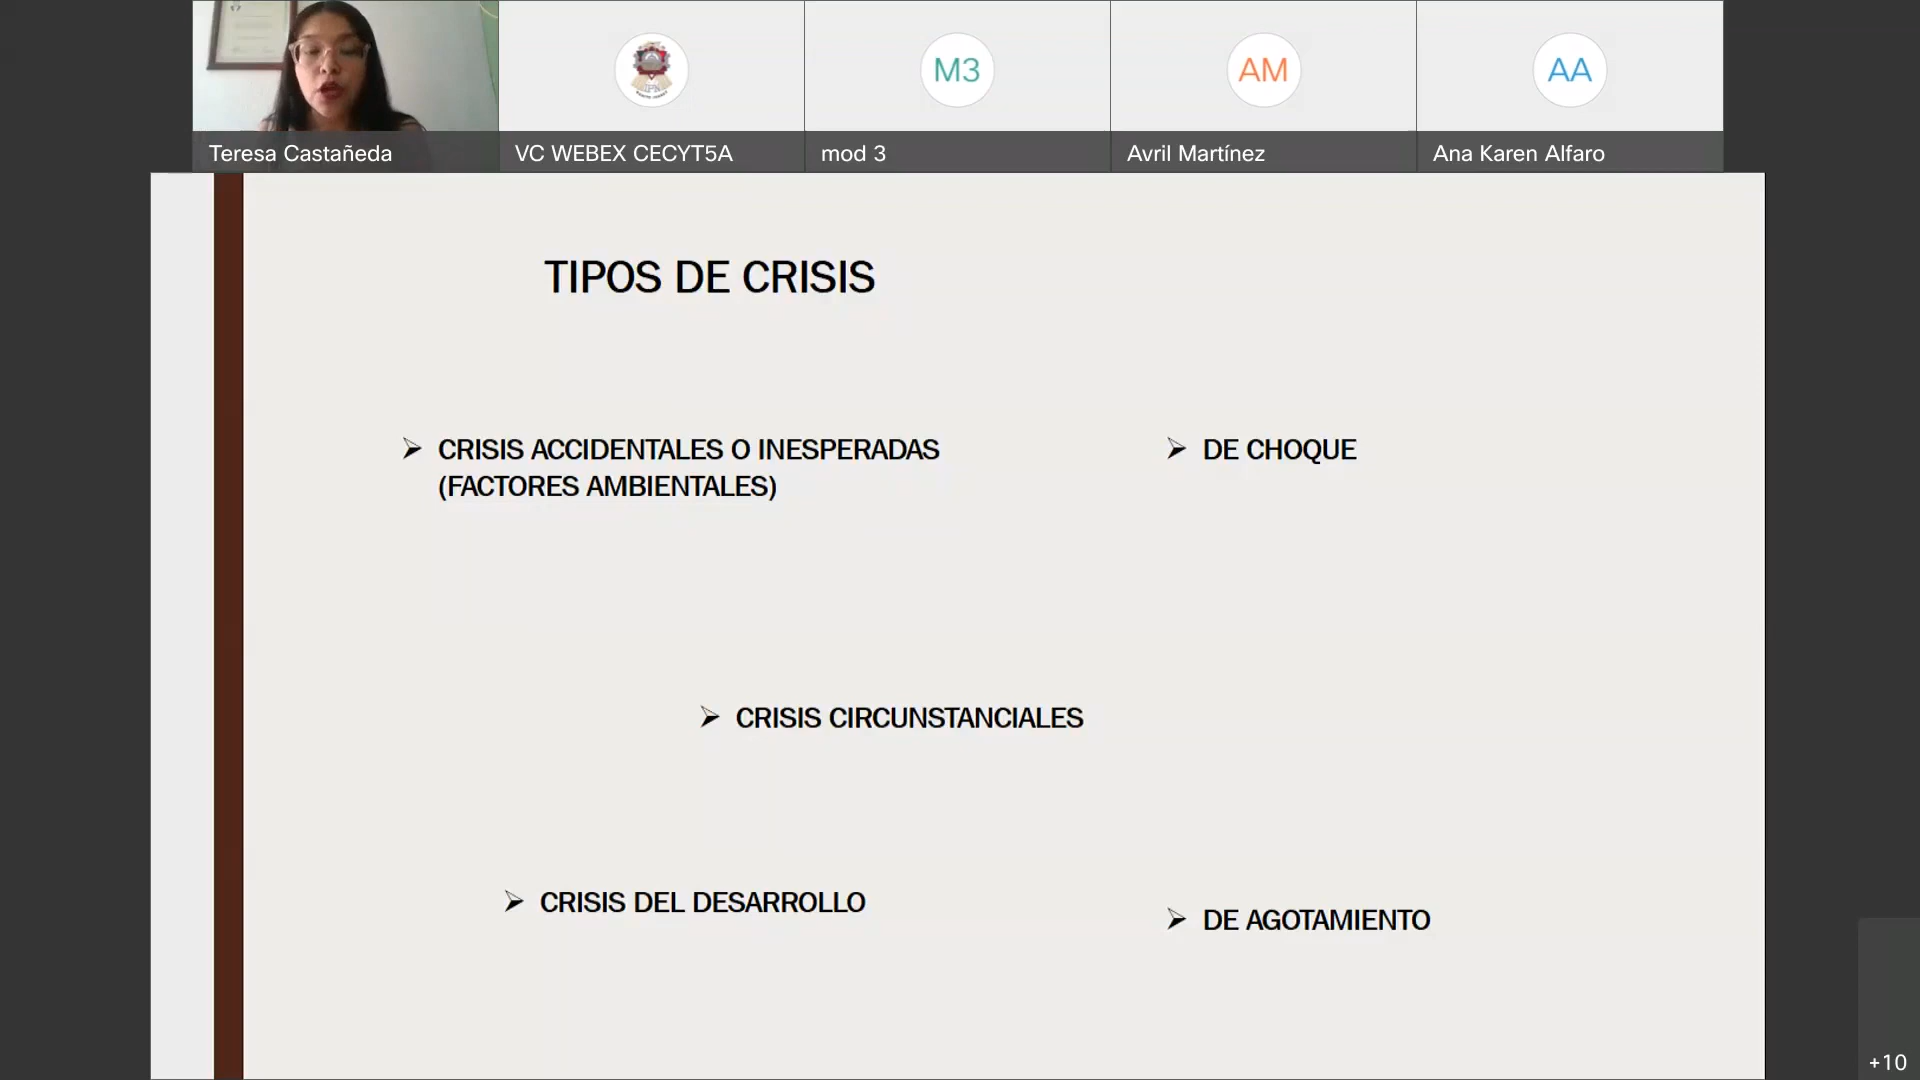 M3
AM
AA
Teresa Castañeda
VC WEBEX CECYT5A
mod 3
Avril Martínez
Ana Karen Alfaro
TIPOS DE CRISIS
CRISIS ACCIDENTALES O INESPERADAS
(FACTORES AMBIENTALES)
DE CHOQUE
CRISIS CIRCUNSTANCIALES
CRISIS DEL DESARROLLO
DE AGOTAMIENTO
+10